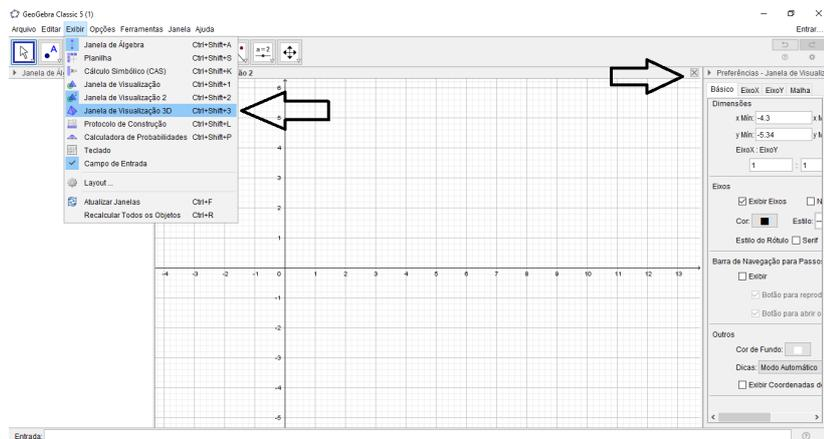 GeoGebra Classic 5 (1)
Arquivo Editar Exibir Opções Ferramentas Janela Ajuda
Entrar...
Janela de Álgebra Ctrl+Shift+A
Planilha Ctrl+Shift+S
Cálculo Simbólico (CAS) Ctrl+Shift+K
Janela de Visualização Ctrl+Shift+1
Janela de Visualização 2 Ctrl+Shift+2
Janela de Visualização 3D Ctrl+Shift+3
Protocolo de Construção Ctrl+Shift+L
Calculadora de Probabilidades Ctrl+Shift+P
Teclado
Campo de Entrada
Layout ...
Atualizar Janelas Ctrl+F
Recalcular Todos os Objetos Ctrl+R
A
a=2
Janela de Ál
ão 2
Preferências - Janela de Visualiz
6
5
4
3
2
1
-4 -3 -2 -1 0 1 2 3 4 5 6 7 8 9 10 11 12 13
-1
-2
-3
-4
-5
Básico EixoX EixoY Malha
Dimensões
x Mín: -4.3 x M
y Mín: -5.34 y M
EixoX : EixoY
1 : 1
Eixos
Exibir Eixos N
Cor: Estilo:
Estilo do Rótulo Serif
Barra de Navegação para Passos
Exibir
Botão para reprod
Botão para abrir o
Outros
Cor de Fundo:
Dicas: Modo Automático
Exibir Coordenadas d
Entrada: